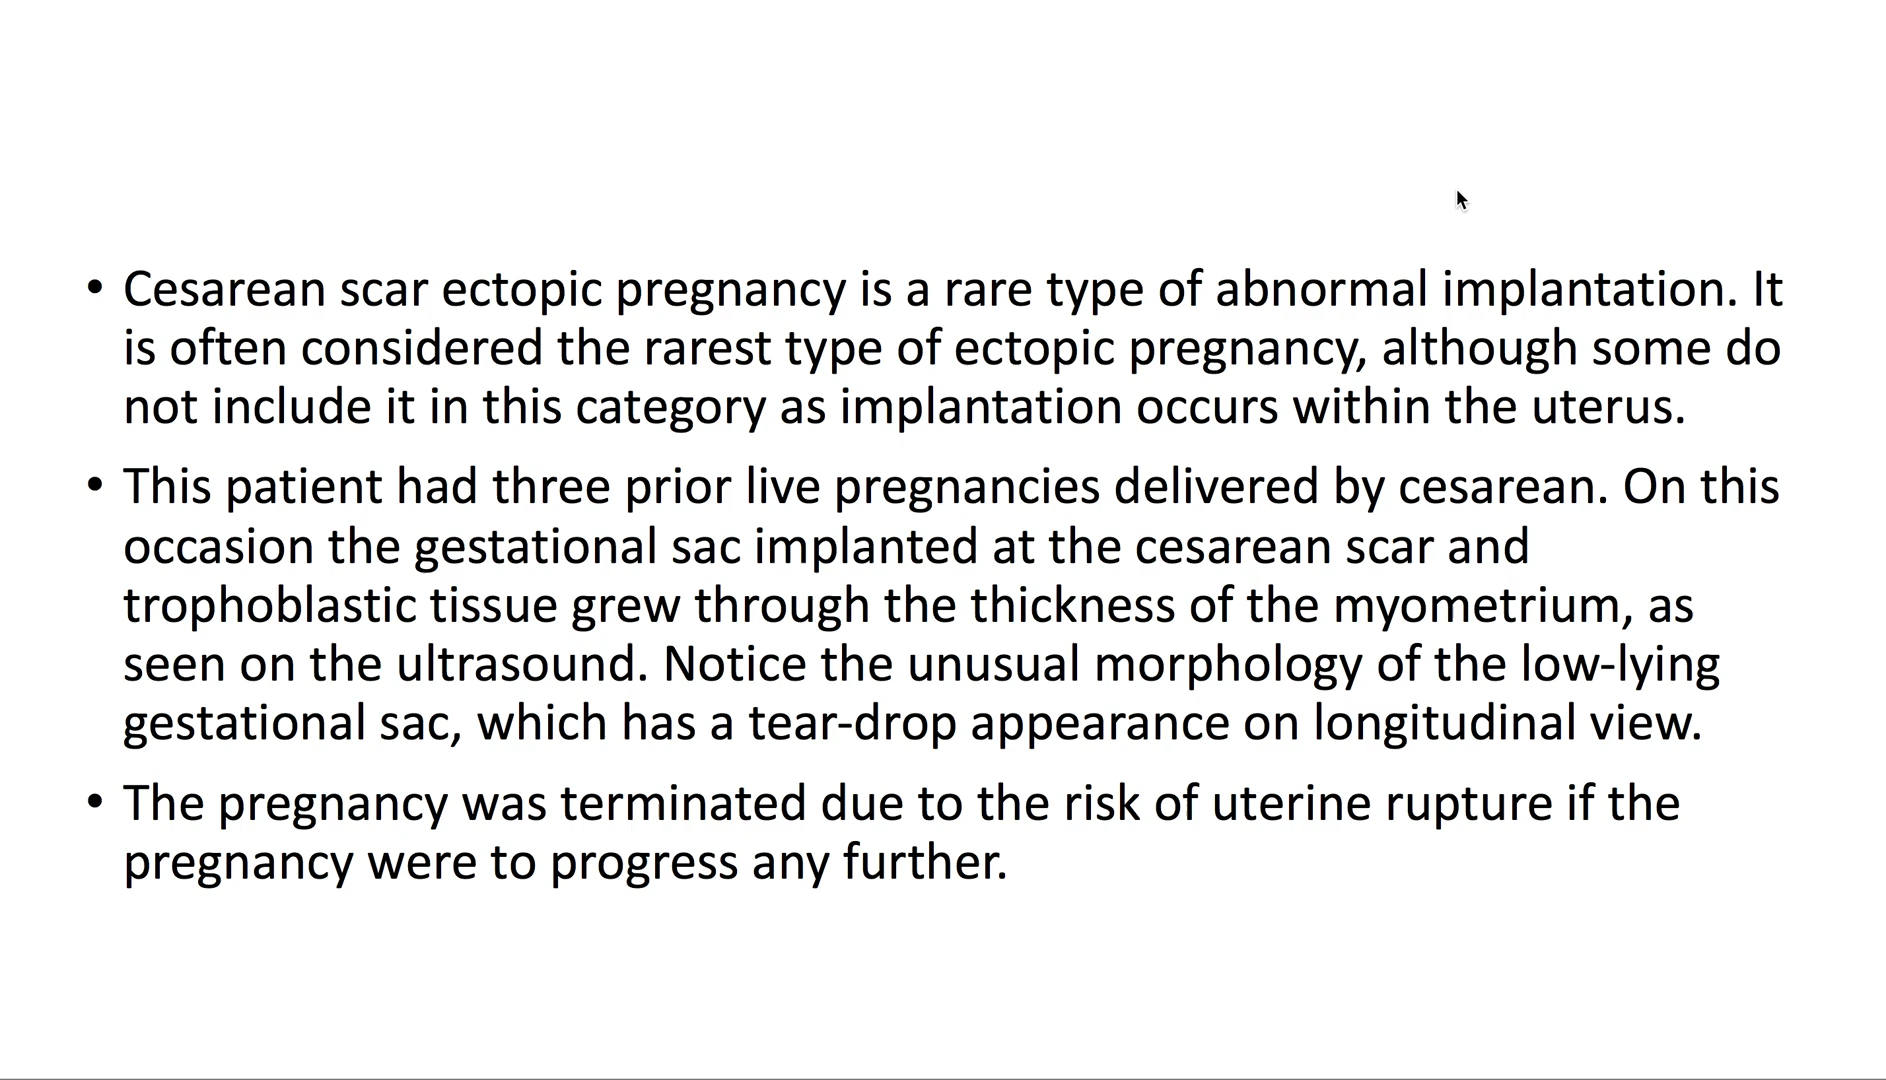 • Cesarean scar ectopic pregnancy is a rare type of abnormal implantation. It
is often considered the rarest type of ectopic pregnancy, although some do
not include it in this category as implantation occurs within the uterus.
• This patient had three prior live pregnancies delivered by cesarean. On this
occasion the gestational sac implanted at the cesarean scar and
trophoblastic tissue grew through the thickness of the myometrium, as
seen on the ultrasound. Notice the unusual morphology of the low-lying
gestational sac, which has a tear-drop appearance on longitudinal view.
• The pregnancy was terminated due to the risk of uterine rupture if the
pregnancy were to progress any further.